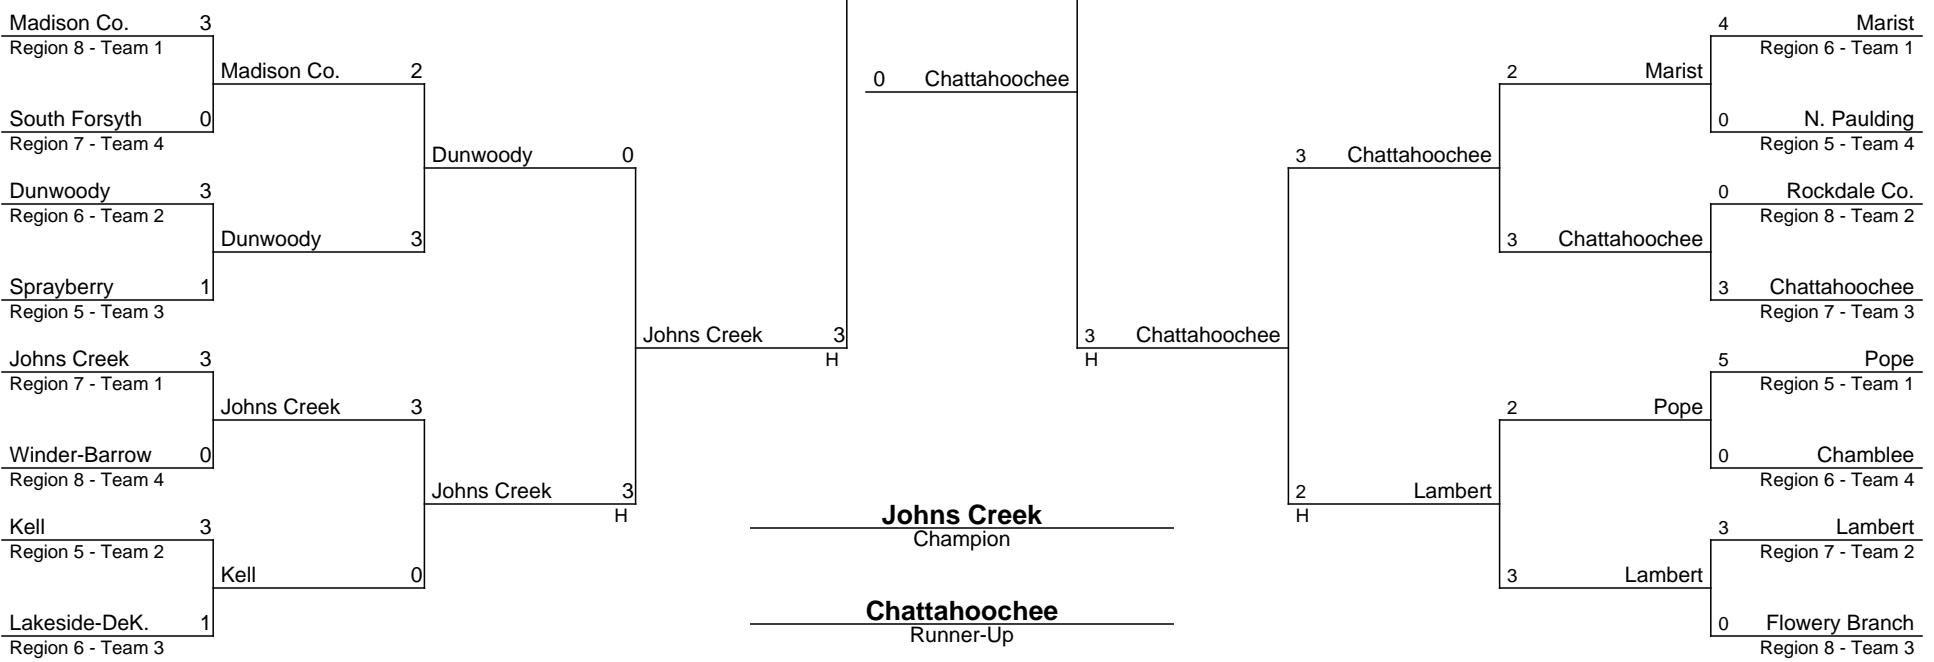 Madison Co. 3
Region 8 - Team 1
South Forsyth 0
Region 7 - Team 4
Dunwoody 3
Region 6 - Team 2
Sprayberry 1
Region 5 - Team 3
Johns Creek 3
Region 7 - Team 1
Winder-Barrow 0
Region 8 - Team 4
Kell 3
Region 5 - Team 2
Lakeside-DeK. 1
Region 6 - Team 3
Madison Co. 2
Dunwoody 3
Johns Creek 3
Kell 0
Dunwoody 0
Johns Creek 3
H
Johns Creek 3
H
0 Chattahoochee
Johns Creek
Champion
Chattahoochee
Runner-Up
3 Chattahoochee
H
3 Chattahoochee
2 Lambert
H
2 Marist
3 Chattahoochee
2 Pope
3 Lambert
4 Marist
Region 6 - Team 1
0 N. Paulding
Region 5 - Team 4
0 Rockdale Co.
Region 8 - Team 2
3 Chattahoochee
Region 7 - Team 3
5 Pope
Region 5 - Team 1
0 Chamblee
Region 6 - Team 4
3 Lambert
Region 7 - Team 2
0 Flowery Branch
Region 8 - Team 3